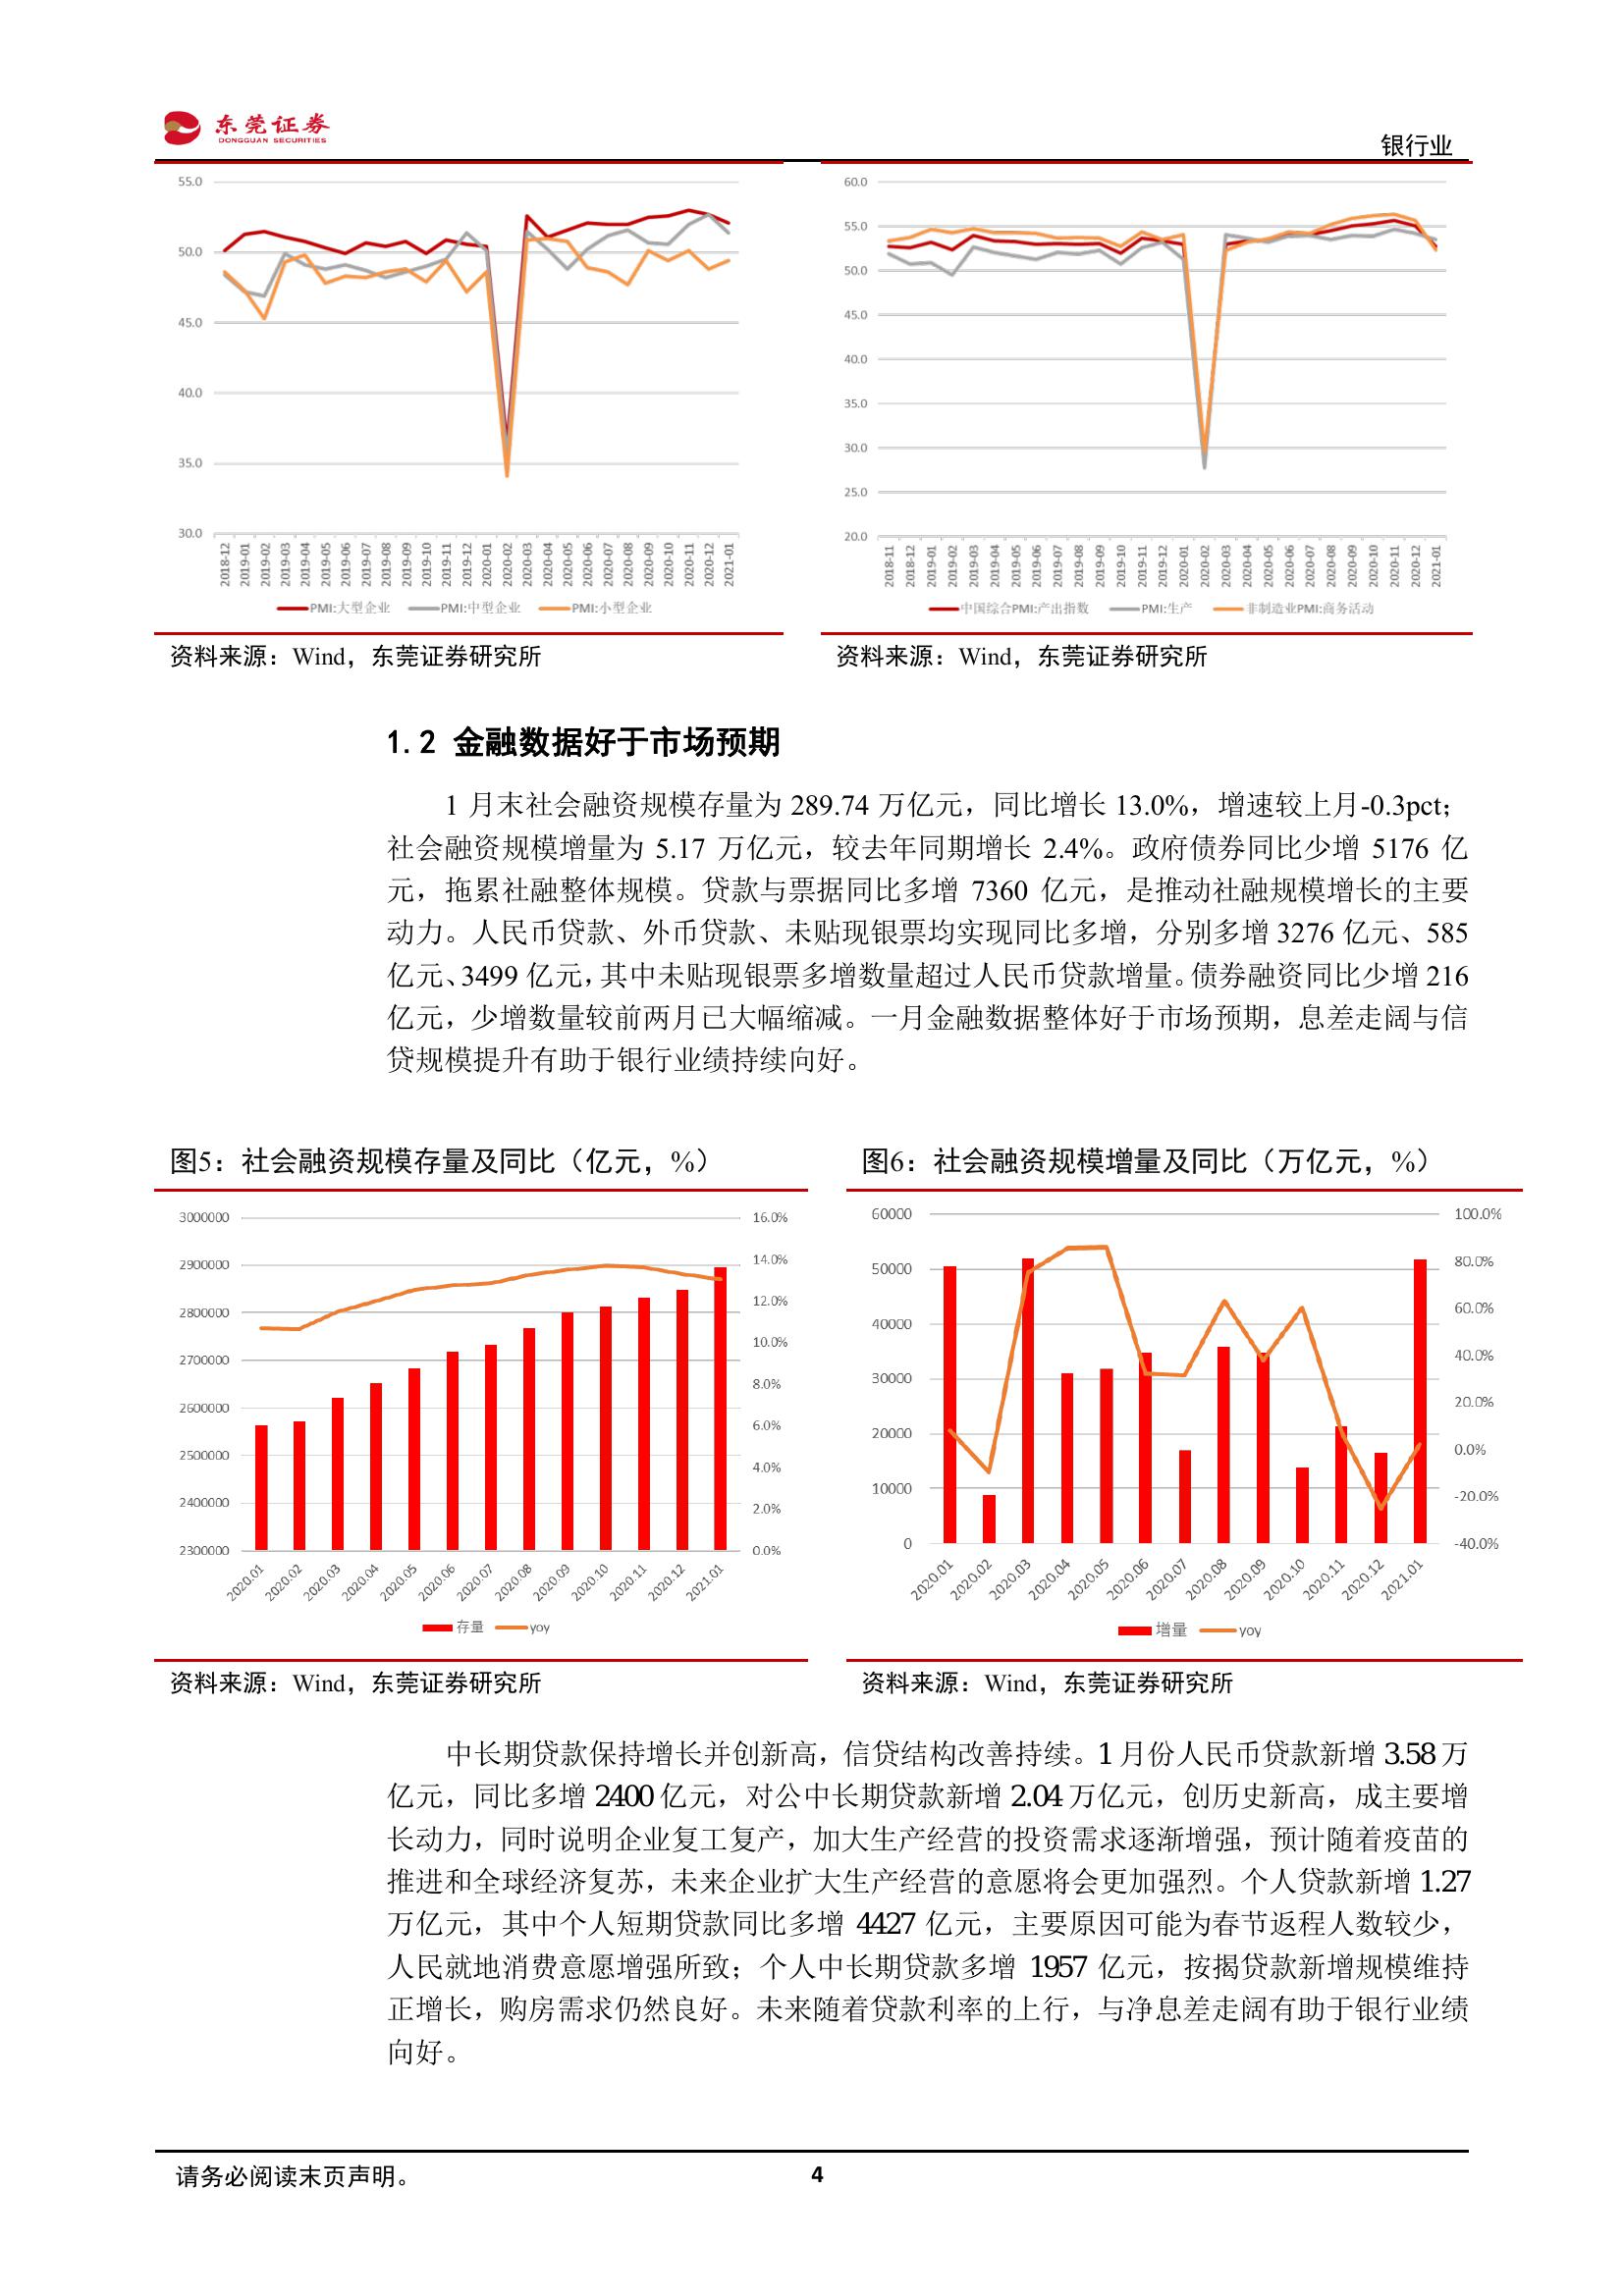 东莞证券
DONGGUAN SECURITIES
银行业
55.0
50.0
45.0
40.0
35.0
30.0
2018-12 2019-01 2019-02 2019-03 2019-04 2019-05 2019-06 2019-07 2019-08 2019-09 2019-10 2019-11 2019-12 2020-01 2020-02 2020-03 2020-04 2020-05 2020-06 2020-07 2020-08 2020-09 2020-10 2020-11 2020-12 2021-01
PMI:大型企业 PMI:中型企业 PMI:小型企业
60.0
55.0
50.0
45.0
40.0
35.0
30.0
25.0
20.0
2018-11 2018-12 2019-01 2019-02 2019-03 2019-04 2019-05 2019-06 2019-07 2019-08 2019-09 2019-10 2019-11 2019-12 2020-01 2020-02 2020-03 2020-04 2020-05 2020-06 2020-07 2020-08 2020-09 2020-10 2020-11 2020-12 2021-01
中国综合PMI:产出指数 PMI:生产 非制造业PMI:商务活动
资料来源：Wind，东莞证券研究所
资料来源：Wind，东莞证券研究所
1.2 金融数据好于市场预期
1 月末社会融资规模存量为 289.74 万亿元，同比增长 13.0%，增速较上月-0.3pct；
社会融资规模增量为 5.17 万亿元，较去年同期增长 2.4%。政府债券同比少增 5176 亿
元，拖累社融整体规模。贷款与票据同比多增 7360 亿元，是推动社融规模增长的主要
动力。人民币贷款、外币贷款、未贴现银票均实现同比多增，分别多增 3276 亿元、585
亿元、3499 亿元，其中未贴现银票多增数量超过人民币贷款增量。债券融资同比少增 216
亿元，少增数量较前两月已大幅缩减。一月金融数据整体好于市场预期，息差走阔与信
贷规模提升有助于银行业绩持续向好。
图5：社会融资规模存量及同比（亿元，%）
3000000
2900000
2800000
2700000
2600000
2500000
2400000
2300000
16.0%
14.0%
12.0%
10.0%
8.0%
6.0%
4.0%
2.0%
0.0%
2020.01 2020.02 2020.03 2020.04 2020.05 2020.06 2020.07 2020.08 2020.09 2020.10 2020.11 2020.12 2021.01
存量 yoy
图6：社会融资规模增量及同比（万亿元，%）
60000
50000
40000
30000
20000
10000
0
100.0%
80.0%
60.0%
40.0%
20.0%
0.0%
-20.0%
-40.0%
2020.01 2020.02 2020.03 2020.04 2020.05 2020.06 2020.07 2020.08 2020.09 2020.10 2020.11 2020.12 2021.01
增量 yoy
资料来源：Wind，东莞证券研究所
资料来源：Wind，东莞证券研究所
中长期贷款保持增长并创新高，信贷结构改善持续。1 月份人民币贷款新增 3.58 万
亿元，同比多增 2400 亿元，对公中长期贷款新增 2.04 万亿元，创历史新高，成主要增
长动力，同时说明企业复工复产，加大生产经营的投资需求逐渐增强，预计随着疫苗的
推进和全球经济复苏，未来企业扩大生产经营的意愿将会更加强烈。个人贷款新增 1.27
万亿元，其中个人短期贷款同比多增 4427 亿元，主要原因可能为春节返程人数较少，
人民就地消费意愿增强所致；个人中长期贷款多增 1957 亿元，按揭贷款新增规模维持
正增长，购房需求仍然良好。未来随着贷款利率的上行，与净息差走阔有助于银行业绩
向好。
请务必阅读末页声明。
4